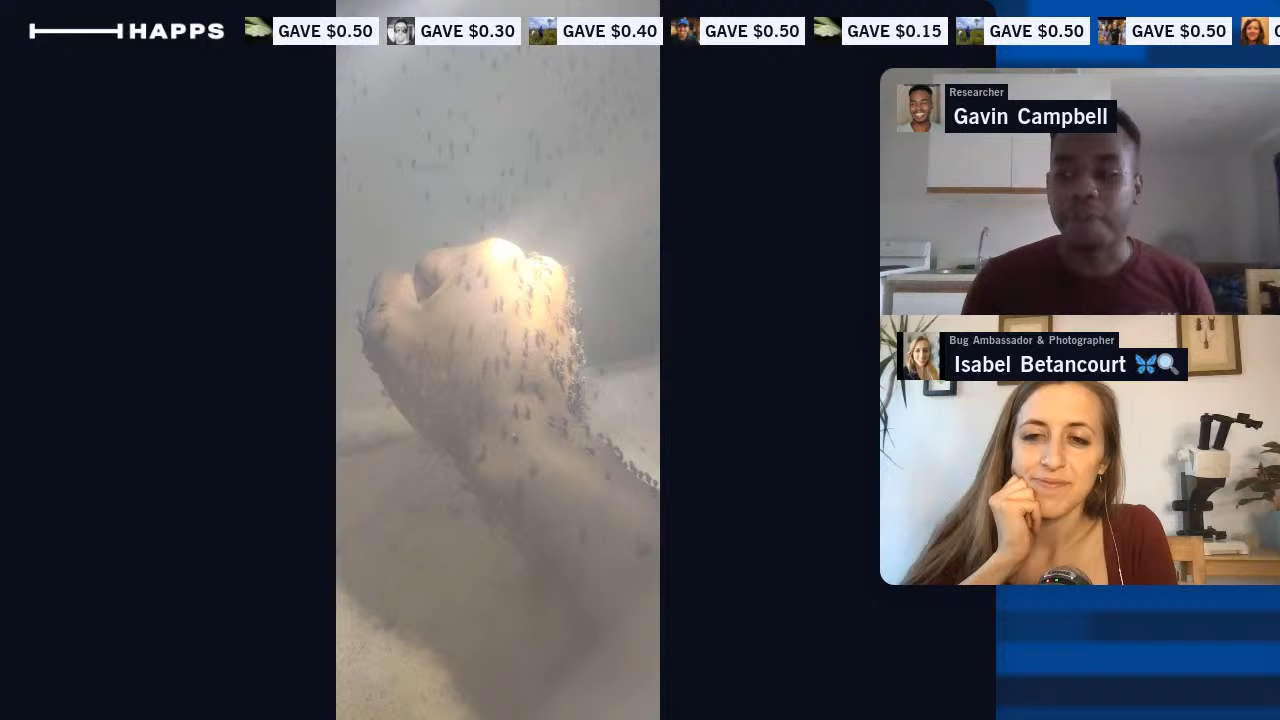 HAPPS
GAVE $0.50
GAVE $0.30
GAVE $0.40
GAVE $0.50
GAVE $0.15
GAVE $0.50
GAVE $0.50
Researcher
Gavin Campbell
Bug Ambassador & Photographer
Isabel Betancourt 🦋🔍